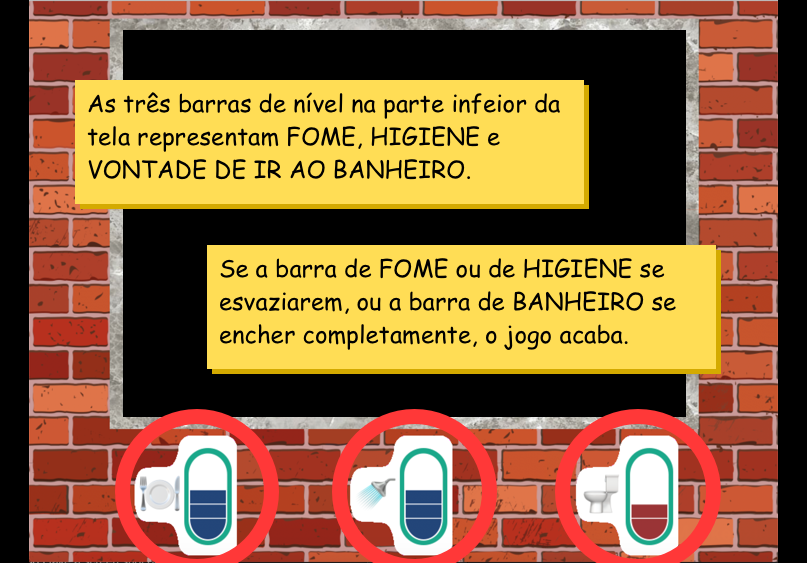 As três barras de nível na parte infeior da
tela representam FOME, HIGIENE e
VONTADE DE IR AO BANHEIRO.
Se a barra de FOME ou de HIGIENE se
esvaziarem, ou a barra de BANHEIRO se
encher completamente, o jogo acaba.